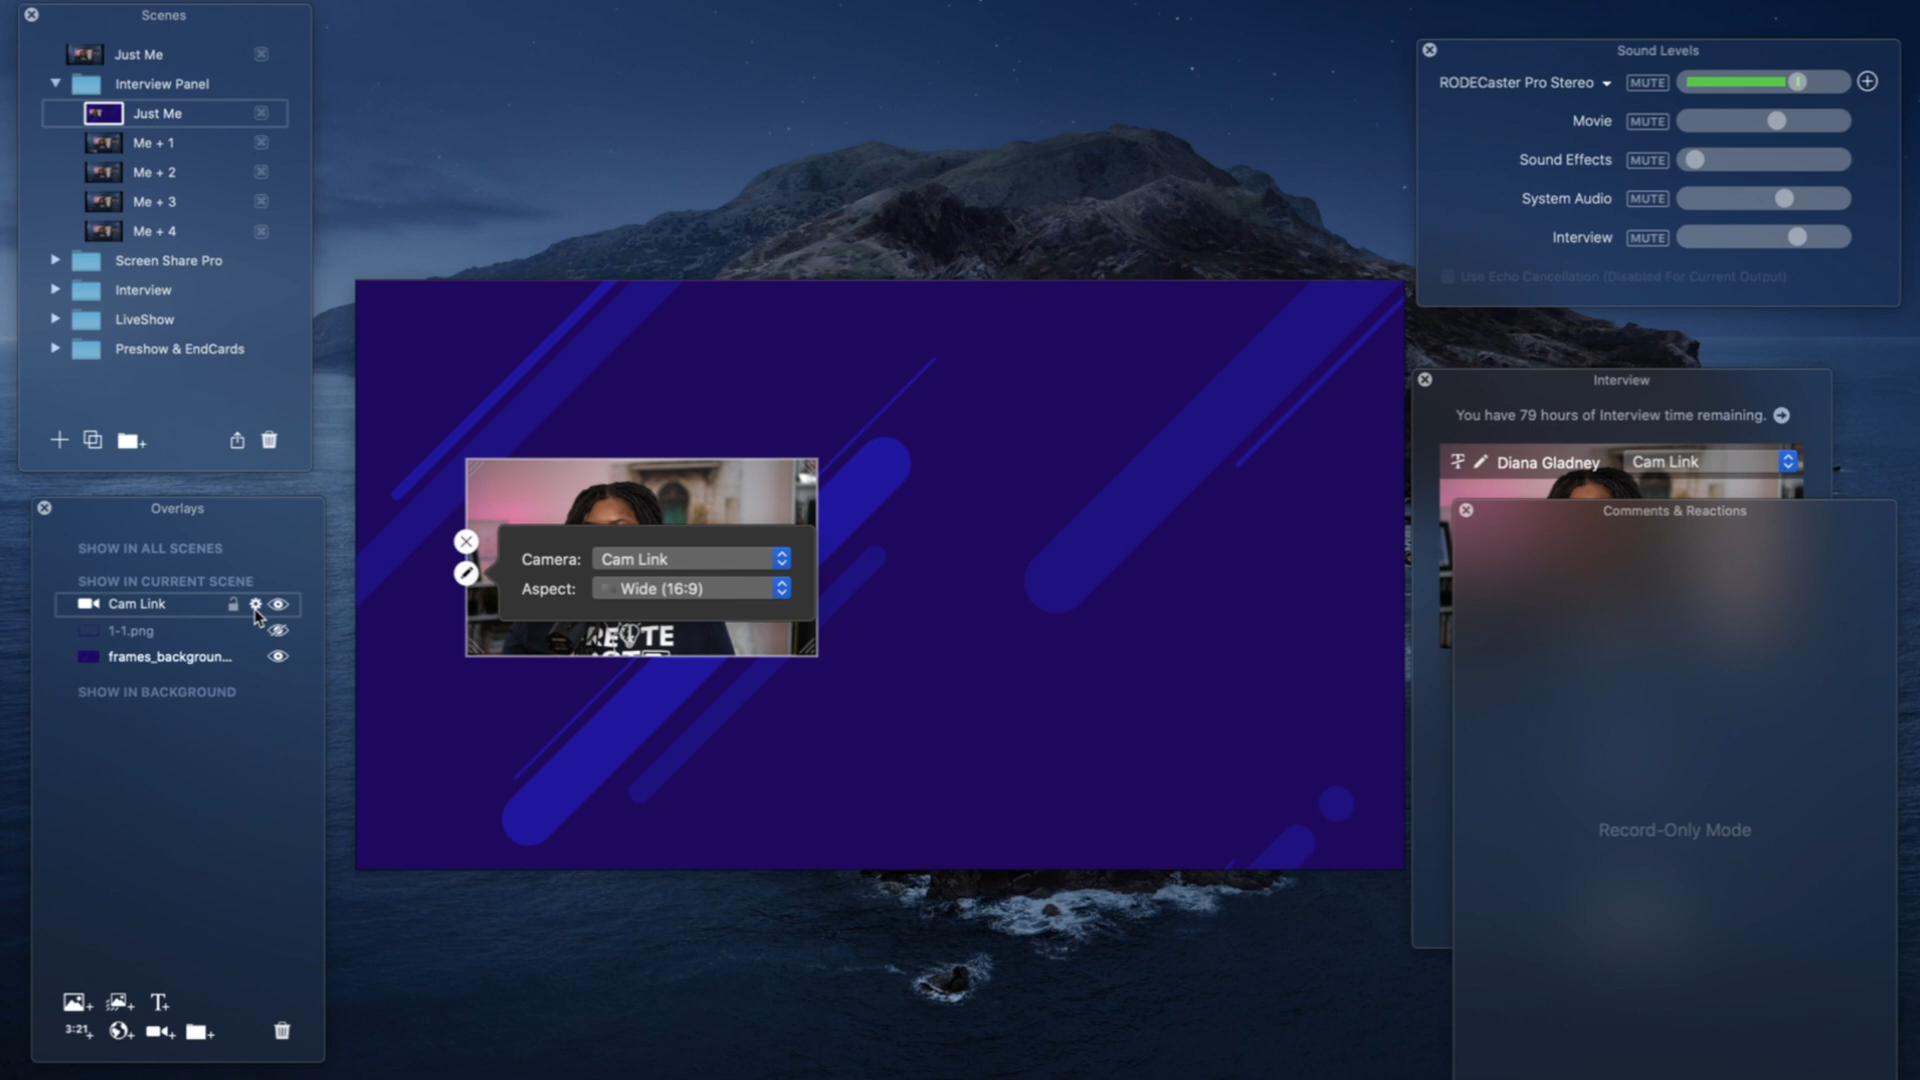 Scenes
Just Me
Interview Panel
Just Me
Me + 1
Me + 2
Me + 3
Me + 4
Screen Share Pro
Interview
LiveShow
Preshow & EndCards
Overlays
SHOW IN ALL SCENES
SHOW IN CURRENT SCENE
Cam Link
1-1.png
frames_backgroun...
SHOW IN BACKGROUND
3:21
Camera: Cam Link
Aspect: Wide (16:9)
Sound Levels
RODECaster Pro Stereo MUTE
Movie MUTE
Sound Effects MUTE
System Audio MUTE
Interview MUTE
Use Echo Cancellation (Disabled For Current Output)
Interview
You have 79 hours of Interview time remaining.
Diana Gladney Cam Link
Comments & Reactions
Record-Only Mode